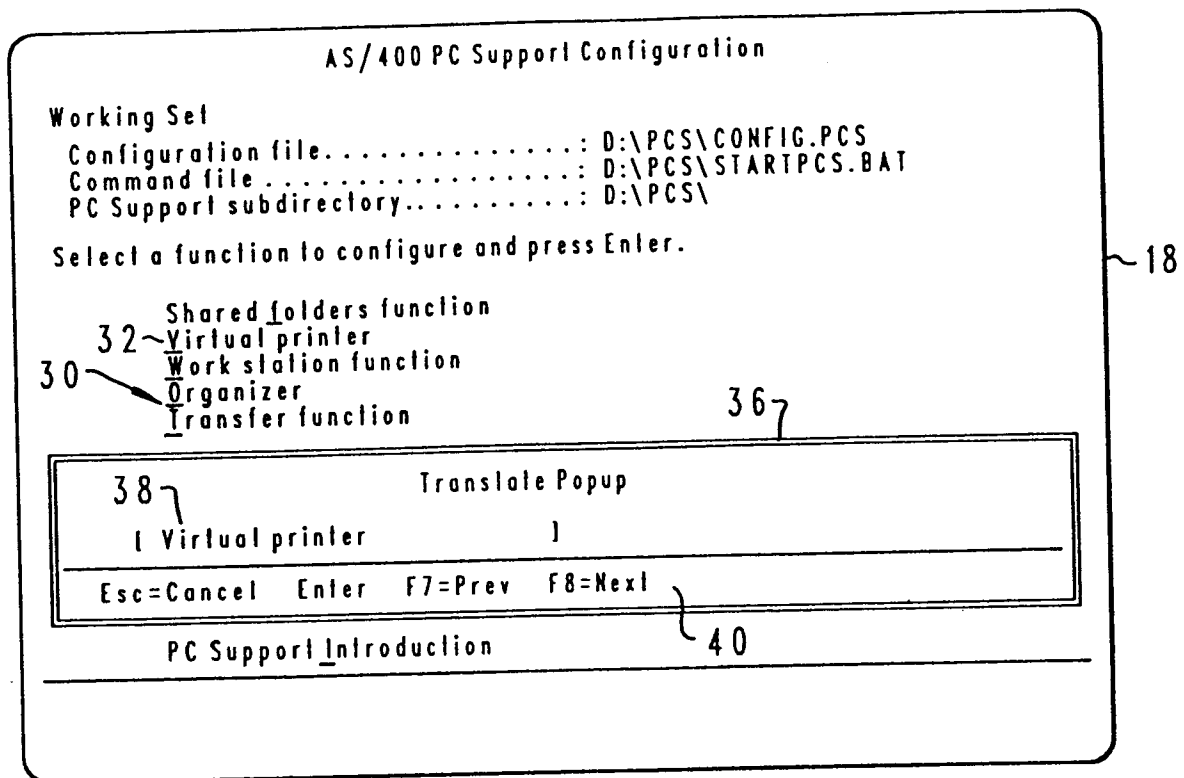 AS/400 PC Support Configuration
Working Set
Configuration file..............: D:\PCS\CONFIG.PCS
Command file .................: D:\PCS\STARTPCS.BAT
PC Support subdirectory..........: D:\PCS\
Select a function to configure and press Enter.
18
Shared folders function
32 Virtual printer
Work station function
30
Organizer
Transfer function
36
Translate Popup
38
[ Virtual printer ]
Esc=Cancel Enter F7=Prev F8=Next
40
PC Support Introduction